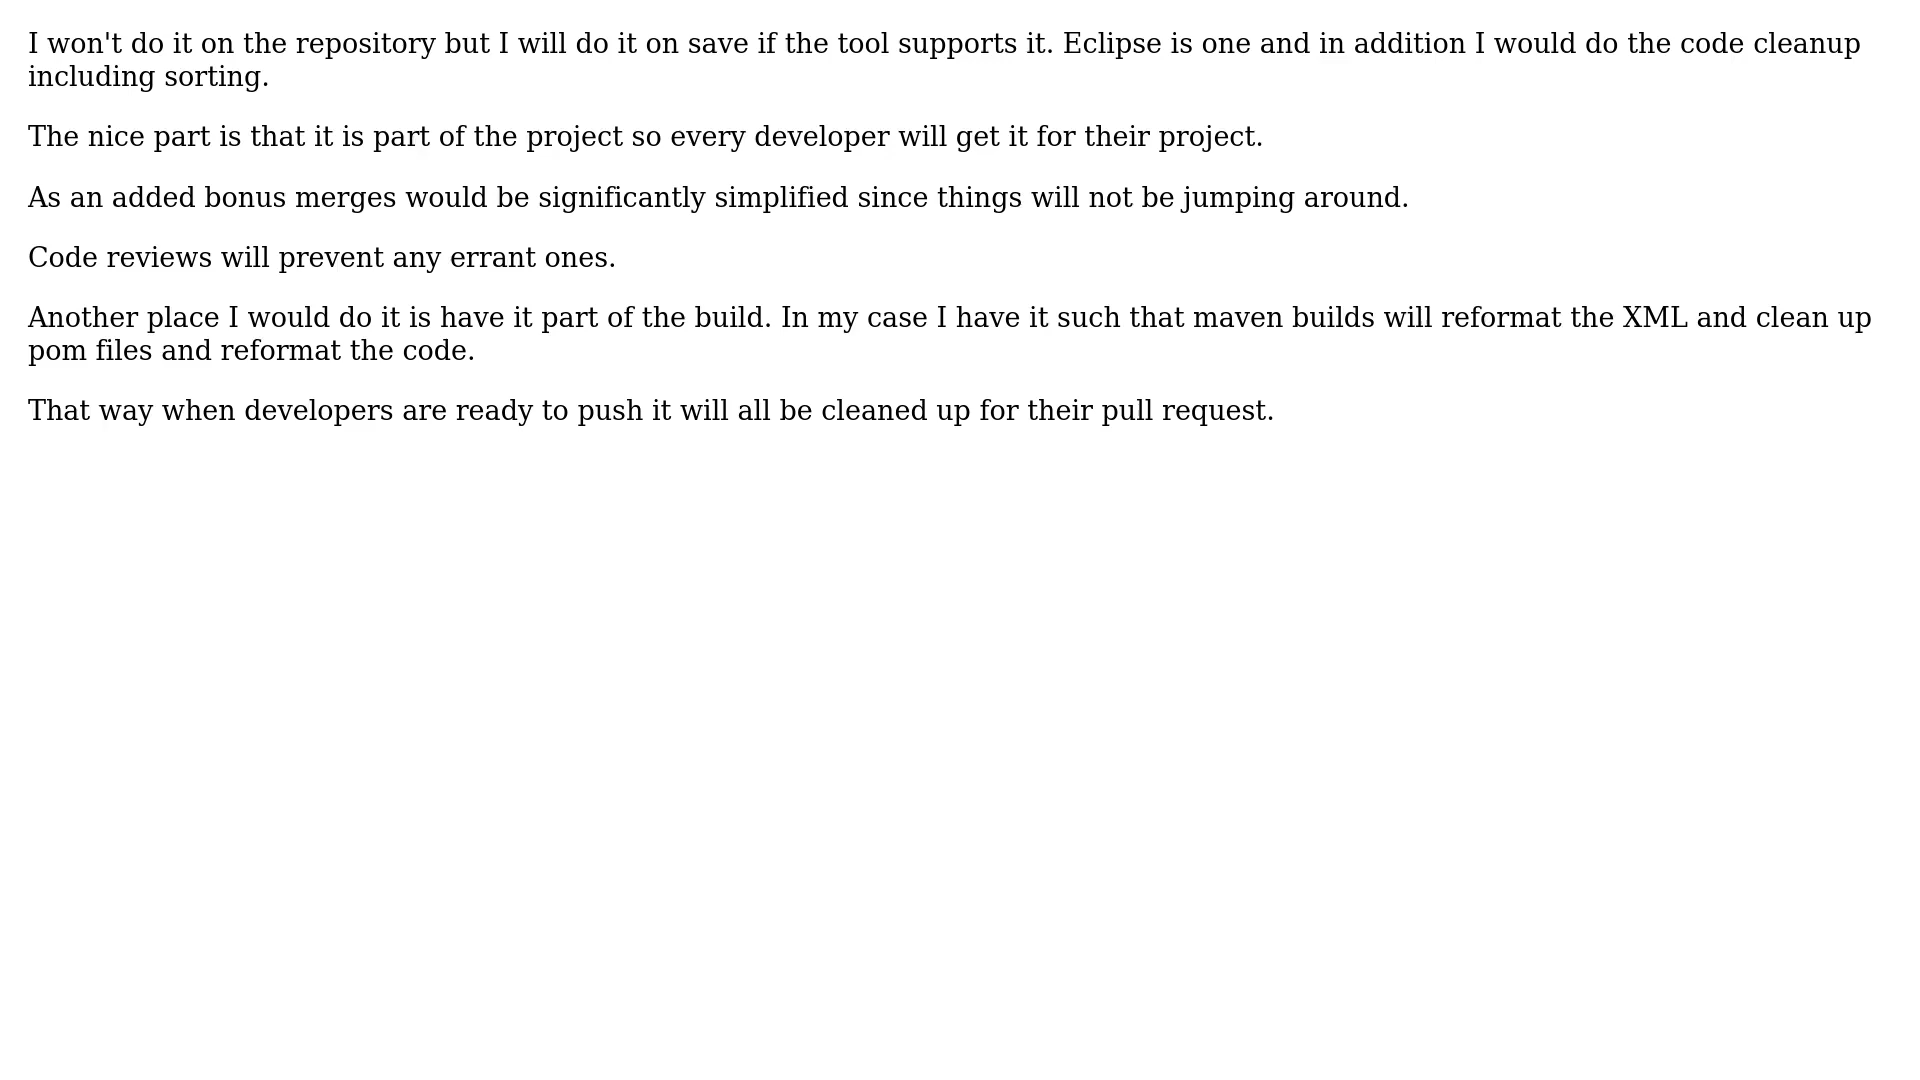 I won't do it on the repository but I will do it on save if the tool supports it. Eclipse is one and in addition I would do the code cleanup
including sorting.
The nice part is that it is part of the project so every developer will get it for their project.
As an added bonus merges would be significantly simplified since things will not be jumping around.
Code reviews will prevent any errant ones.
Another place I would do it is have it part of the build. In my case I have it such that maven builds will reformat the XML and clean up
pom files and reformat the code.
That way when developers are ready to push it will all be cleaned up for their pull request.